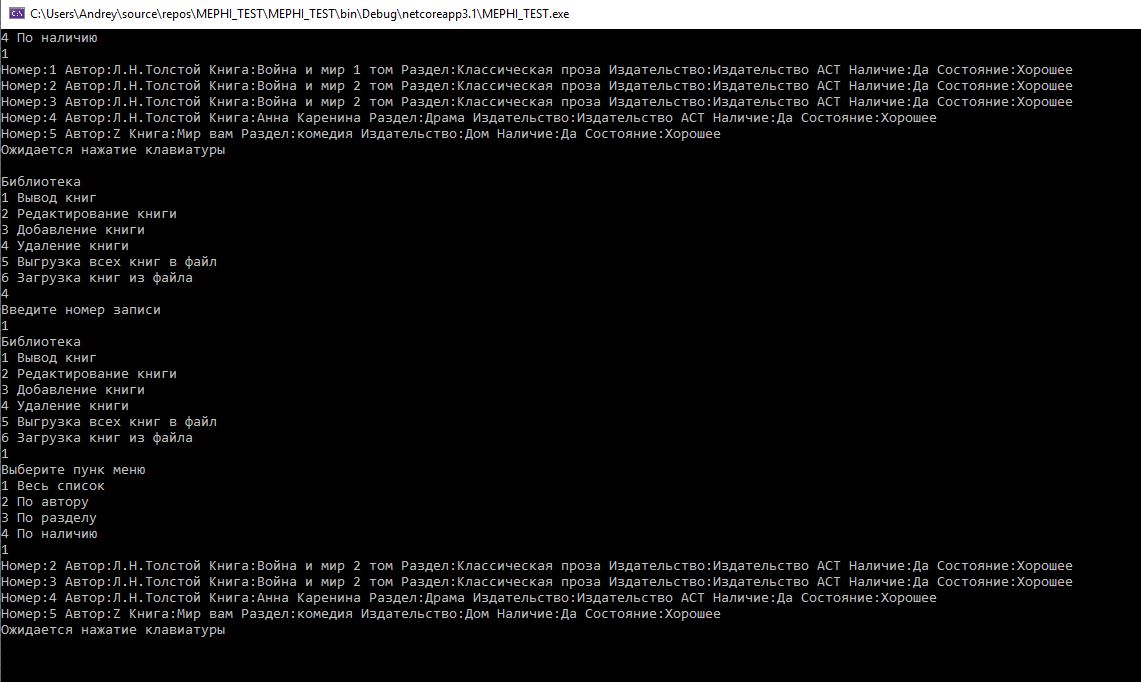 C:\Users\Andrey\source\repos\MEPHI_TEST\MEPHI_TEST\bin\Debug\netcoreapp3.1\MEPHI_TEST.exe
4 По наличию
1
Номер:1 Автор:Л.Н.Толстой Книга:Война и мир 1 том Раздел:Классическая проза Издательство:Издательство АСТ Наличие:Да Состояние:Хорошее
Номер:2 Автор:Л.Н.Толстой Книга:Война и мир 2 том Раздел:Классическая проза Издательство:Издательство АСТ Наличие:Да Состояние:Хорошее
Номер:3 Автор:Л.Н.Толстой Книга:Война и мир 2 том Раздел:Классическая проза Издательство:Издательство АСТ Наличие:Да Состояние:Хорошее
Номер:4 Автор:Л.Н.Толстой Книга:Анна Каренина Раздел:Драма Издательство:Издательство АСТ Наличие:Да Состояние:Хорошее
Номер:5 Автор:Z Книга:Мир вам Раздел:комедия Издательство:Дом Наличие:Да Состояние:Хорошее
Ожидается нажатие клавиатуры
Библиотека
1 Вывод книг
2 Редактирование книги
3 Добавление книги
4 Удаление книги
5 Выгрузка всех книг в файл
6 Загрузка книг из файла
4
Введите номер записи
1
Библиотека
1 Вывод книг
2 Редактирование книги
3 Добавление книги
4 Удаление книги
5 Выгрузка всех книг в файл
6 Загрузка книг из файла
1
Выберите пунк меню
1 Весь список
2 По автору
3 По разделу
4 По наличию
1
Номер:2 Автор:Л.Н.Толстой Книга:Война и мир 2 том Раздел:Классическая проза Издательство:Издательство АСТ Наличие:Да Состояние:Хорошее
Номер:3 Автор:Л.Н.Толстой Книга:Война и мир 2 том Раздел:Классическая проза Издательство:Издательство АСТ Наличие:Да Состояние:Хорошее
Номер:4 Автор:Л.Н.Толстой Книга:Анна Каренина Раздел:Драма Издательство:Издательство АСТ Наличие:Да Состояние:Хорошее
Номер:5 Автор:Z Книга:Мир вам Раздел:комедия Издательство:Дом Наличие:Да Состояние:Хорошее
Ожидается нажатие клавиатуры